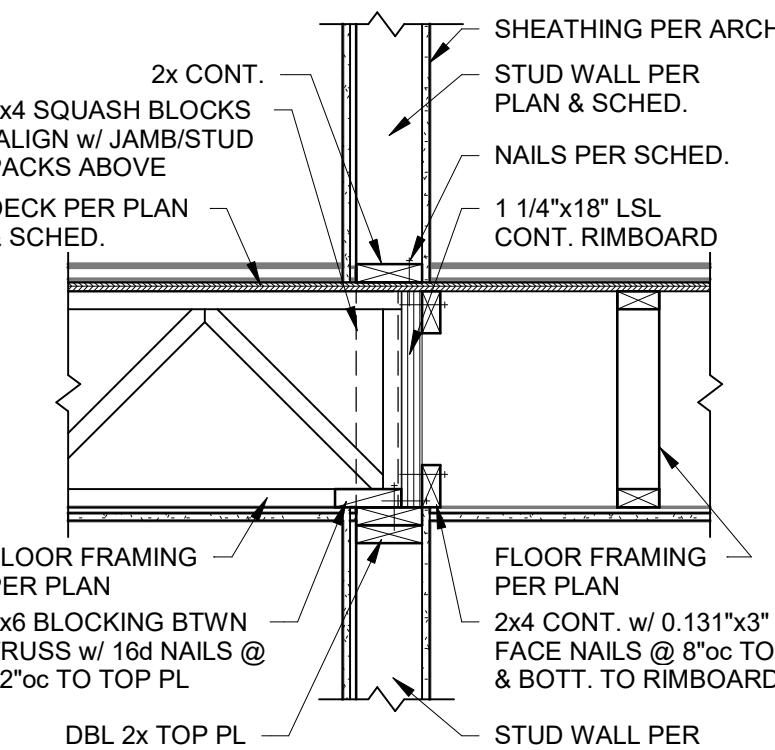 SHEATHING PER ARCH
2x CONT.
STUD WALL PER
PLAN & SCHED.
x4 SQUASH BLOCKS
ALIGN w/ JAMB/STUD
PACKS ABOVE
NAILS PER SCHED.
DECK PER PLAN
& SCHED.
1 1/4"x18" LSL
CONT. RIMBOARD
LOOR FRAMING
PER PLAN
x6 BLOCKING BTWN
TRUSS w/ 16d NAILS @
2"oc TO TOP PL
DBL 2x TOP PL
FLOOR FRAMING
PER PLAN
2x4 CONT. w/ 0.131"x3"
FACE NAILS @ 8"oc TO
& BOTT. TO RIMBOARD
STUD WALL PER